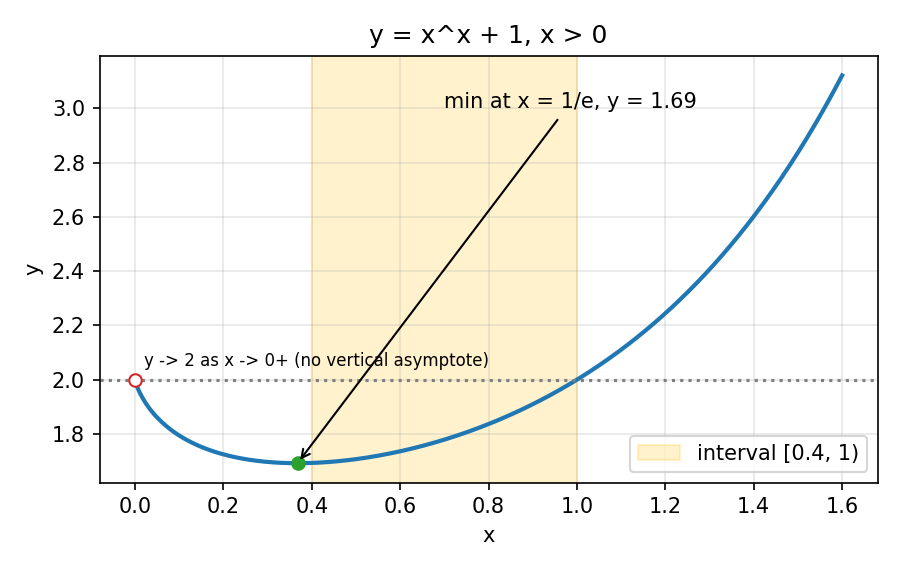 y = x^x + 1, x > 0
min at x = 1/e, y = 1.69
y -> 2 as x -> 0+ (no vertical asymptote)
interval [0.4, 1)
y
3.0
2.8
2.6
2.4
2.2
2.0
1.8
0.0 0.2 0.4 0.6 0.8 1.0 1.2 1.4 1.6
x